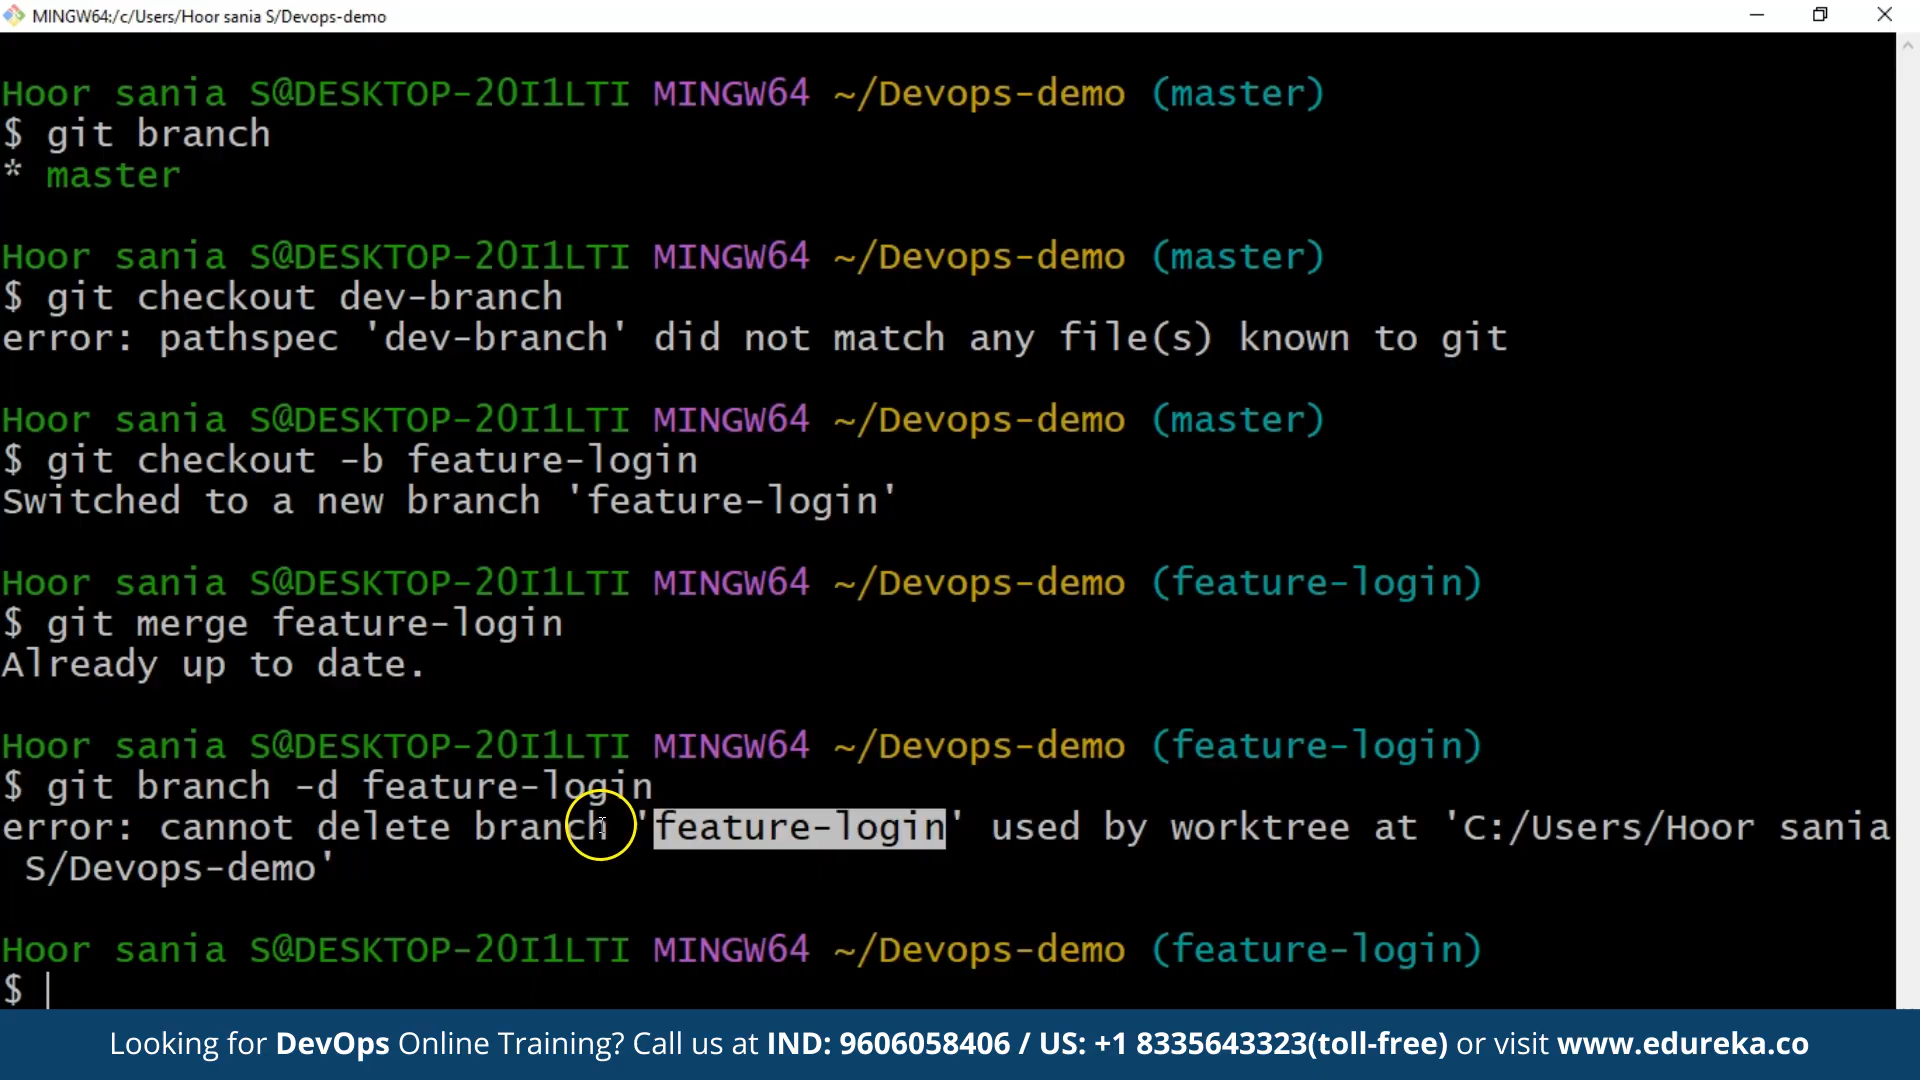 MINGW64:/c/Users/Hoor sania S/Devops-demo
Hoor sania S@DESKTOP-20I1LTI MINGW64 ~/Devops-demo (master)
$ git branch
* master
Hoor sania S@DESKTOP-20I1LTI MINGW64 ~/Devops-demo (master)
$ git checkout dev-branch
error: pathspec 'dev-branch' did not match any file(s) known to git
Hoor sania S@DESKTOP-20I1LTI MINGW64 ~/Devops-demo (master)
$ git checkout -b feature-login
Switched to a new branch 'feature-login'
Hoor sania S@DESKTOP-20I1LTI MINGW64 ~/Devops-demo (feature-login)
$ git merge feature-login
Already up to date.
Hoor sania S@DESKTOP-20I1LTI MINGW64 ~/Devops-demo (feature-login)
$ git branch -d feature-login
error: cannot delete branch 'feature-login' used by worktree at 'C:/Users/Hoor sania
S/Devops-demo'
Hoor sania S@DESKTOP-20I1LTI MINGW64 ~/Devops-demo (feature-login)
$
Looking for DevOps Online Training? Call us at IND: 9606058406 / US: +1 8335643323(toll-free) or visit www.edureka.co